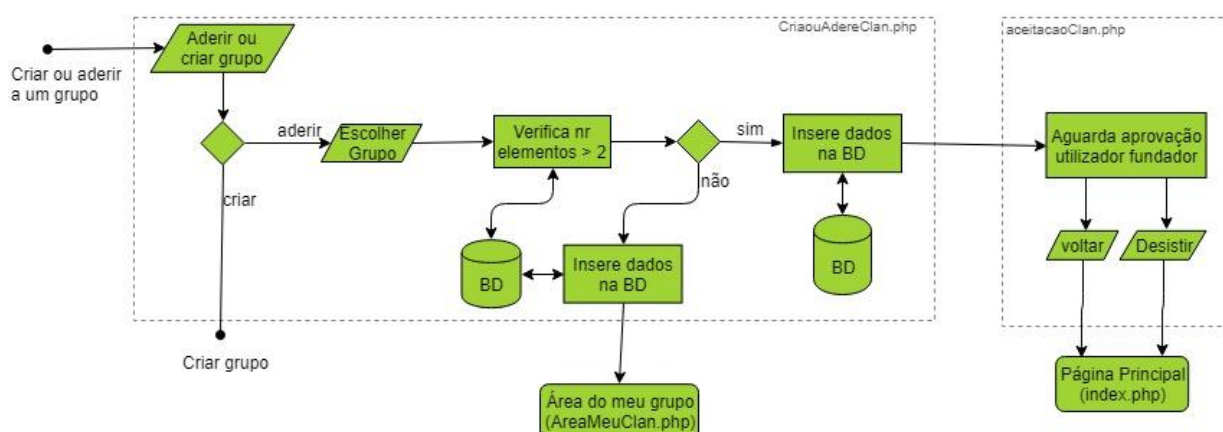 CriaouAdereClan.php
aceitacaoClan.php
Aderir ou
criar grupo
Criar ou aderir
a um grupo
aderir
Escolher
Grupo
Verifica nr
elementos > 2
sim
Insere dados
na BD
Aguarda aprovação
utilizador fundador
não
criar
voltar
Desistir
BD
Insere dados
na BD
BD
Criar grupo
Área do meu grupo
(AreaMeuClan.php)
Página Principal
(index.php)